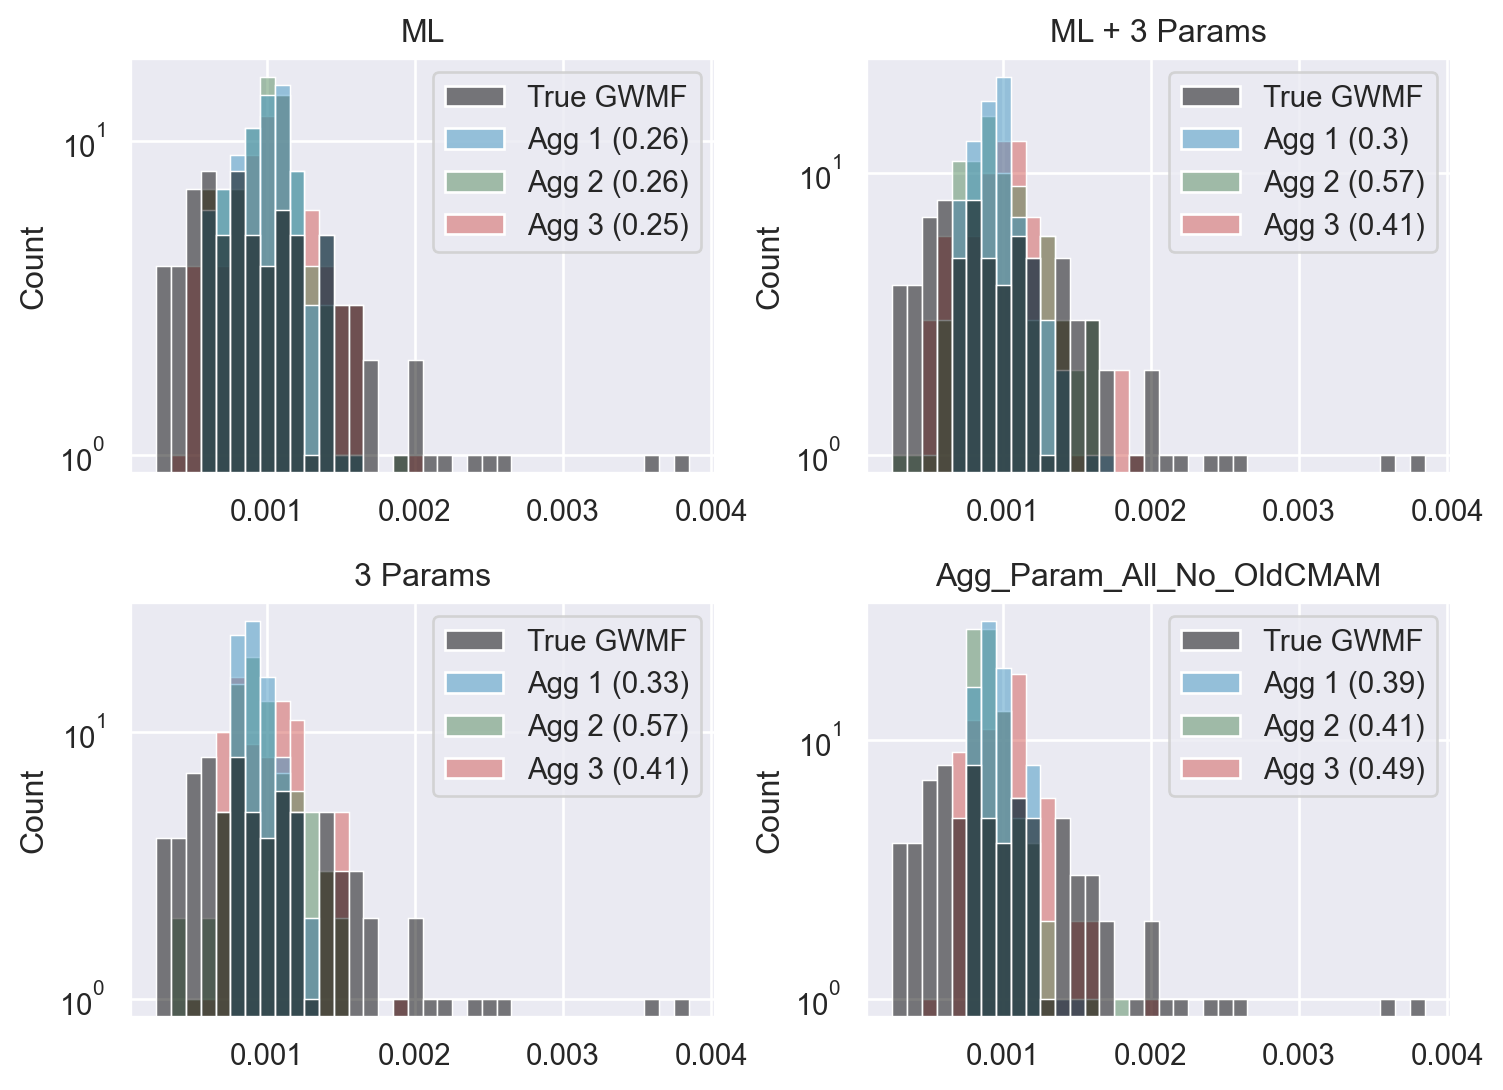 ML
Count
10^1
10^0
True GWMF
Agg 1 (0.26)
Agg 2 (0.26)
Agg 3 (0.25)
0.001 0.002 0.003 0.004
ML + 3 Params
Count
10^1
10^0
True GWMF
Agg 1 (0.3)
Agg 2 (0.57)
Agg 3 (0.41)
0.001 0.002 0.003 0.004
3 Params
Count
10^1
10^0
True GWMF
Agg 1 (0.33)
Agg 2 (0.57)
Agg 3 (0.41)
0.001 0.002 0.003 0.004
Agg_Param_All_No_OldCMAM
Count
10^1
10^0
True GWMF
Agg 1 (0.39)
Agg 2 (0.41)
Agg 3 (0.49)
0.001 0.002 0.003 0.004